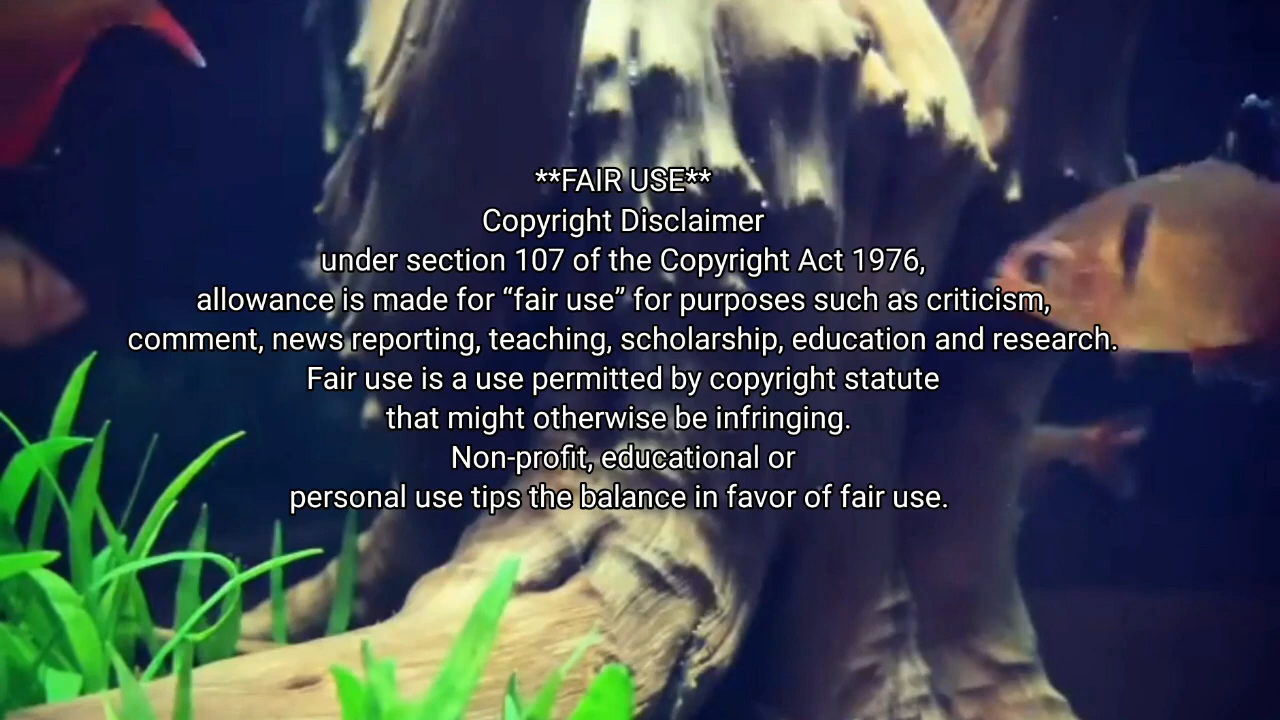 **FAIR USE**
Copyright Disclaimer
under section 107 of the Copyright Act 1976,
allowance is made for “fair use” for purposes such as criticism,
comment, news reporting, teaching, scholarship, education and research.
Fair use is a use permitted by copyright statute
that might otherwise be infringing.
Non-profit, educational or
personal use tips the balance in favor of fair use.